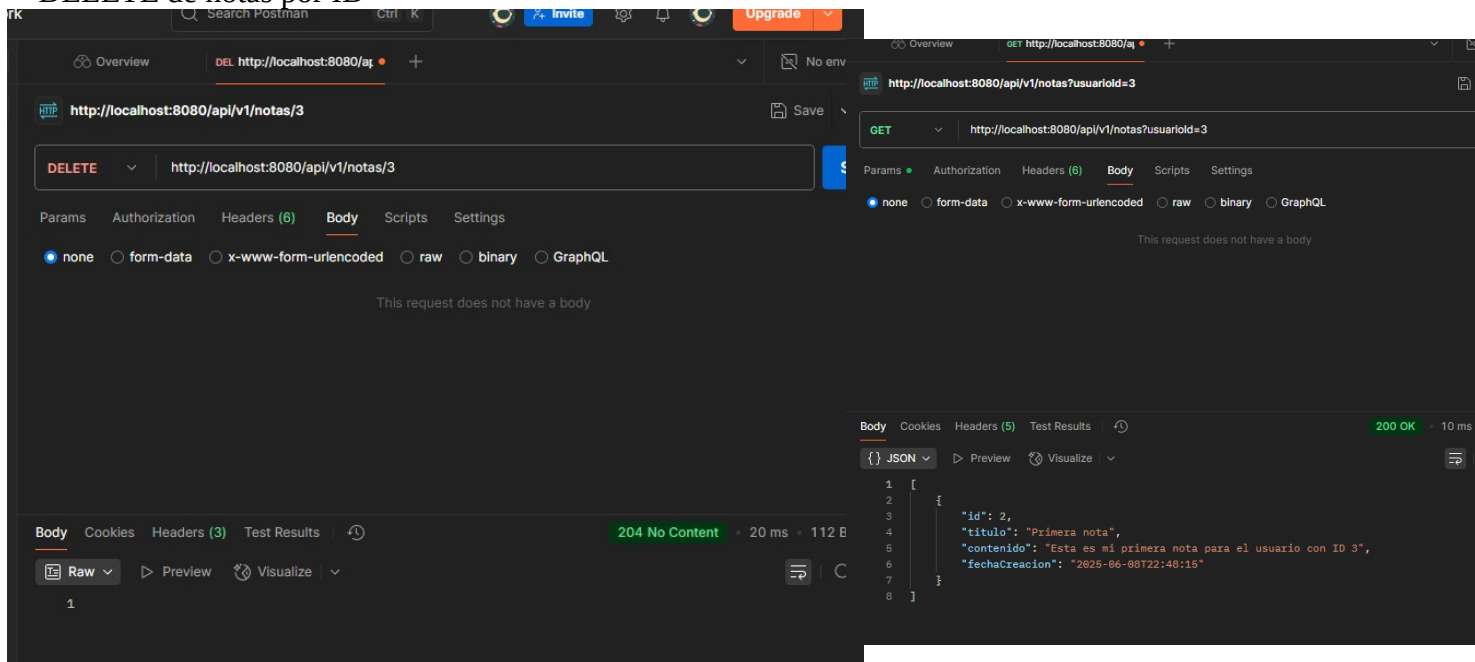 DELETE de notas por ID
rk Search Postman Ctrl K Invite Upgrade
Overview DEL http://localhost:8080/ap + No env
HTTP http://localhost:8080/api/v1/notas/3 Save
DELETE http://localhost:8080/api/v1/notas/3 S
Params Authorization Headers (6) Body Scripts Settings
none form-data x-www-form-urlencoded raw binary GraphQL
This request does not have a body
Body Cookies Headers (3) Test Results 204 No Content 20 ms 112 B
Raw Preview Visualize
1
Overview GET http://localhost:8080/a +
HTTP http://localhost:8080/api/v1/notas?usuarioId=3
GET http://localhost:8080/api/v1/notas?usuarioId=3
Params Authorization Headers (6) Body Scripts Settings
none form-data x-www-form-urlencoded raw binary GraphQL
This request does not have a body
Body Cookies Headers (5) Test Results 200 OK 10 ms
{} JSON Preview Visualize
1 [
2 {
3 "id": 2,
4 "titulo": "Primera nota",
5 "contenido": "Esta es mi primera nota para el usuario con ID 3",
6 "fechaCreacion": "2025-06-08T22:48:15"
7 }
8 ]